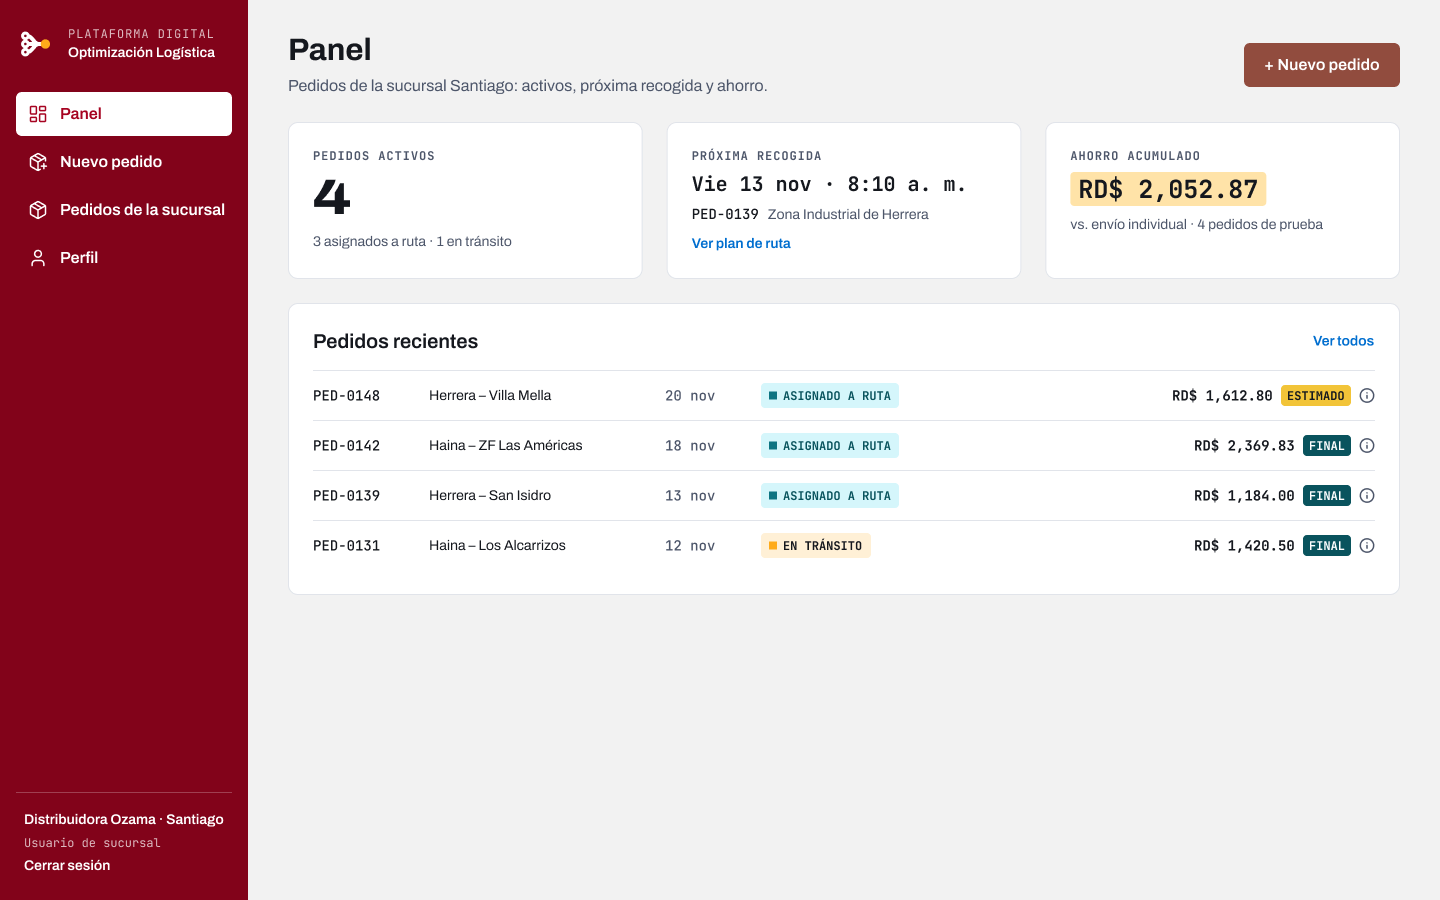 PLATAFORMA DIGITAL
Optimización Logística
Panel
Nuevo pedido
Pedidos de la sucursal
Perfil
Distribuidora Ozama · Santiago
Usuario de sucursal
Cerrar sesión
Panel
Pedidos de la sucursal Santiago: activos, próxima recogida y ahorro.
+ Nuevo pedido
PEDIDOS ACTIVOS
4
3 asignados a ruta · 1 en tránsito
PRÓXIMA RECOGIDA
Vie 13 nov · 8:10 a. m.
PED-0139 Zona Industrial de Herrera
Ver plan de ruta
AHORRO ACUMULADO
RD$ 2,052.87
vs. envío individual · 4 pedidos de prueba
Pedidos recientes
Ver todos
PED-0148 Herrera – Villa Mella 20 nov ASIGNADO A RUTA RD$ 1,612.80 ESTIMADO
PED-0142 Haina – ZF Las Américas 18 nov ASIGNADO A RUTA RD$ 2,369.83 FINAL
PED-0139 Herrera – San Isidro 13 nov ASIGNADO A RUTA RD$ 1,184.00 FINAL
PED-0131 Haina – Los Alcarrizos 12 nov EN TRÁNSITO RD$ 1,420.50 FINAL